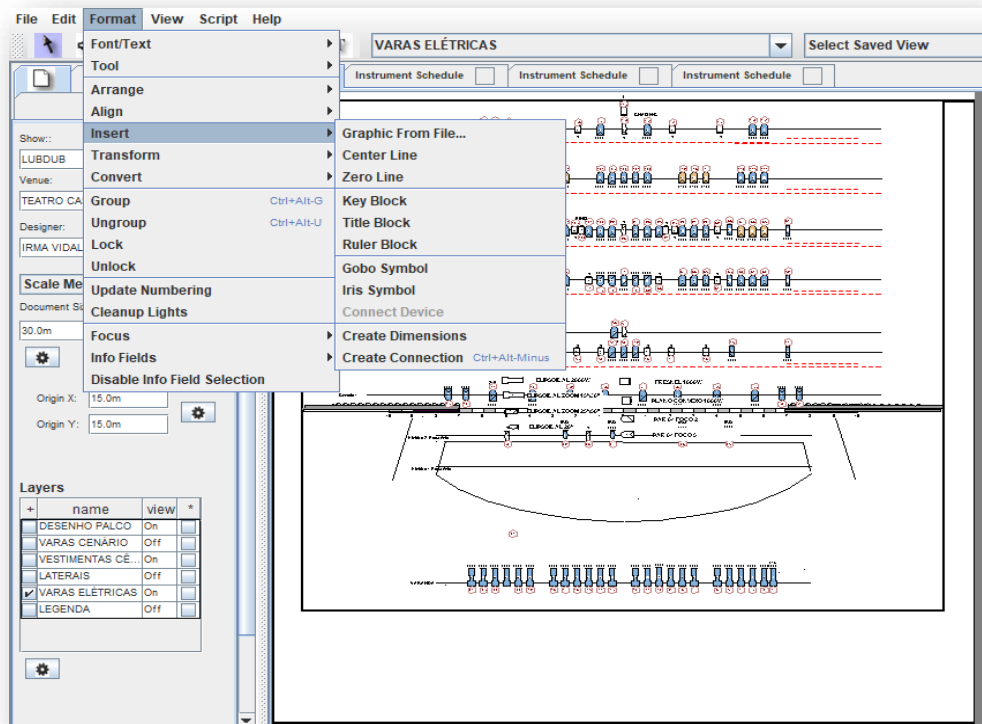 File Edit Format View Script Help
VARAS ELÉTRICAS
Select Saved View
Instrument Schedule
Instrument Schedule
Instrument Schedule
Font/Text
Tool
Arrange
Align
Insert
Transform
Convert
Group Ctrl+Alt-G
Ungroup Ctrl+Alt-U
Lock
Unlock
Update Numbering
Cleanup Lights
Focus
Info Fields
Disable Info Field Selection
Graphic From File...
Center Line
Zero Line
Key Block
Title Block
Ruler Block
Gobo Symbol
Iris Symbol
Connect Device
Create Dimensions
Create Connection Ctrl+Alt-Minus
Show::
LUBDUB
Venue:
TEATRO CA
Designer:
IRMA VIDAL
Scale Me
Document Si
30.0m
Origin X: 15.0m
Origin Y: 15.0m
Layers
+ name view *
DESENHO PALCO On
VARAS CENÁRIO Off
VESTIMENTAS CÊ... On
LATERAIS Off
VARAS ELÉTRICAS On
LEGENDA Off